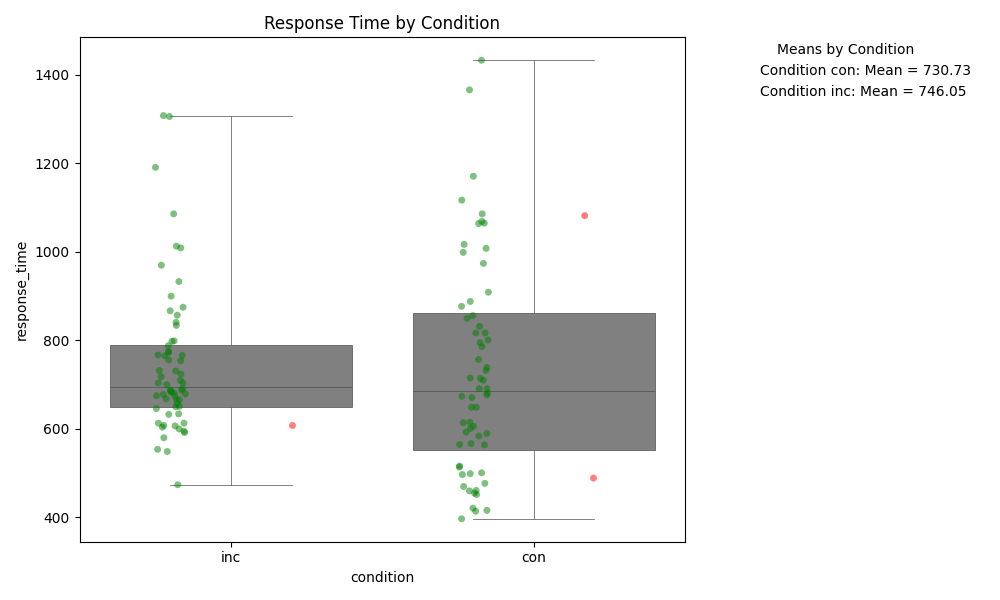 Response Time by Condition
Means by Condition
Condition con: Mean = 730.73
Condition inc: Mean = 746.05
response_time
1400
1200
1000
800
600
400
inc con
condition